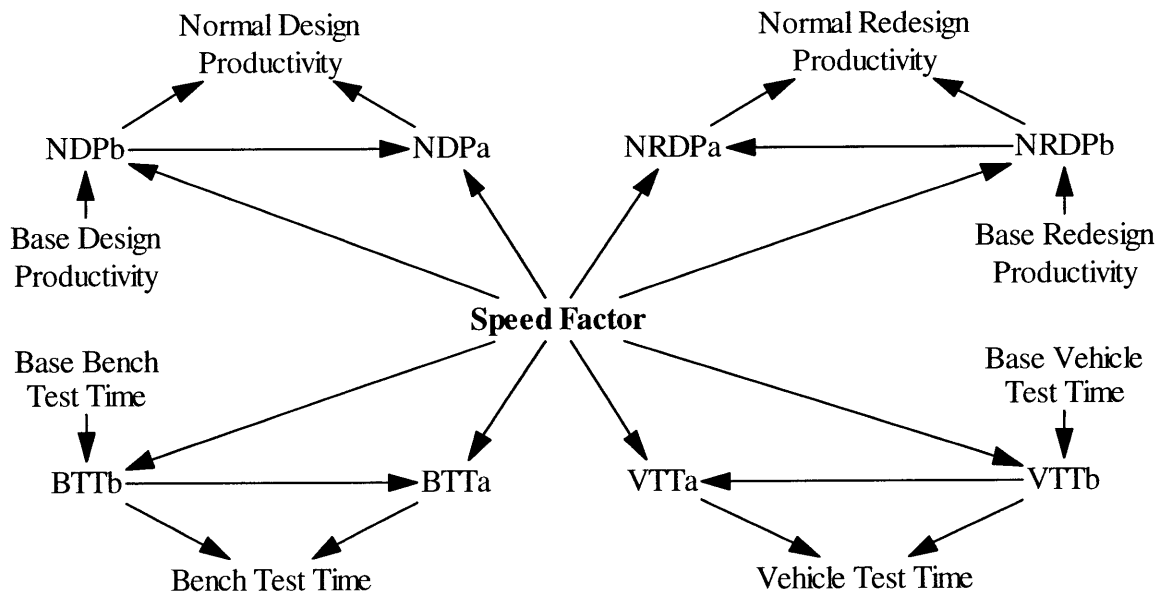 Normal Design
Productivity
Normal Redesign
Productivity
NDPb
NDPa
NRDPa
NRDPb
Base Design
Productivity
Base Redesign
Productivity
Speed Factor
Base Bench
Test Time
Base Vehicle
Test Time
BTTb
BTTa
VTTa
VTTb
Bench Test Time
Vehicle Test Time